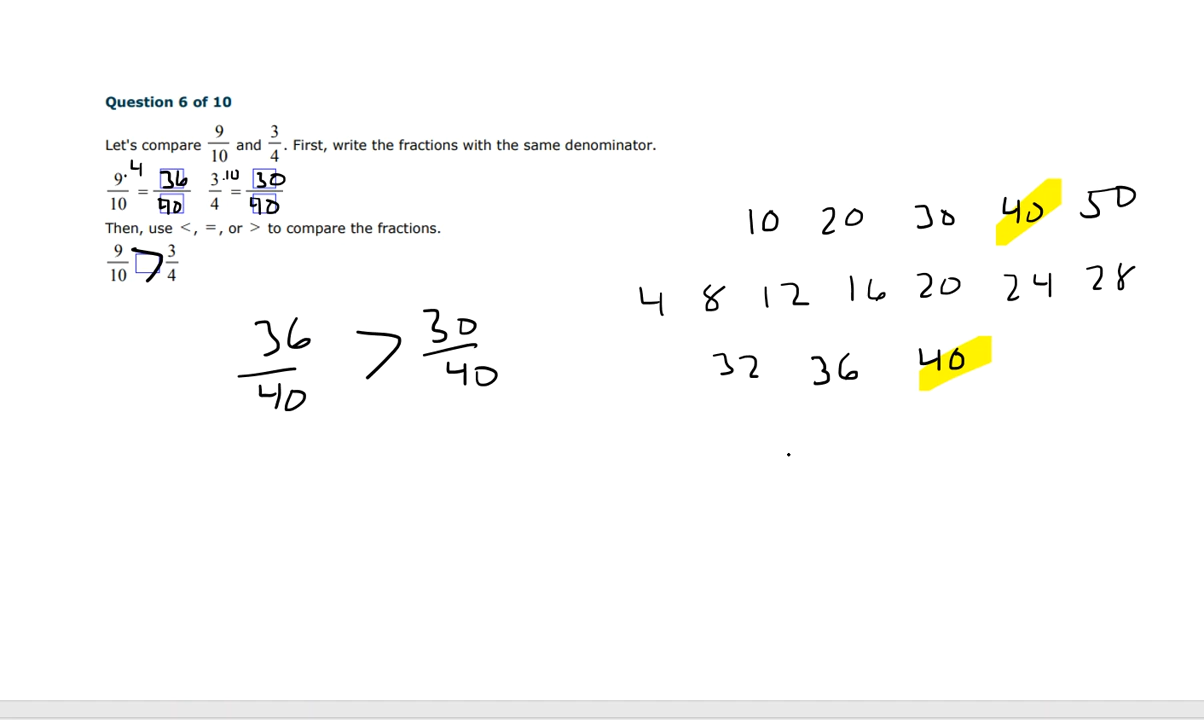 Question 6 of 10
Let's compare 9/10 and 3/4. First, write the fractions with the same denominator.
9·4/10 = 36/40 3·10/4 = 30/40
Then, use <, =, or > to compare the fractions.
9/10 > 3/4
36/40 > 30/40
10 20 30 40 50
4 8 12 16 20 24 28
32 36 40